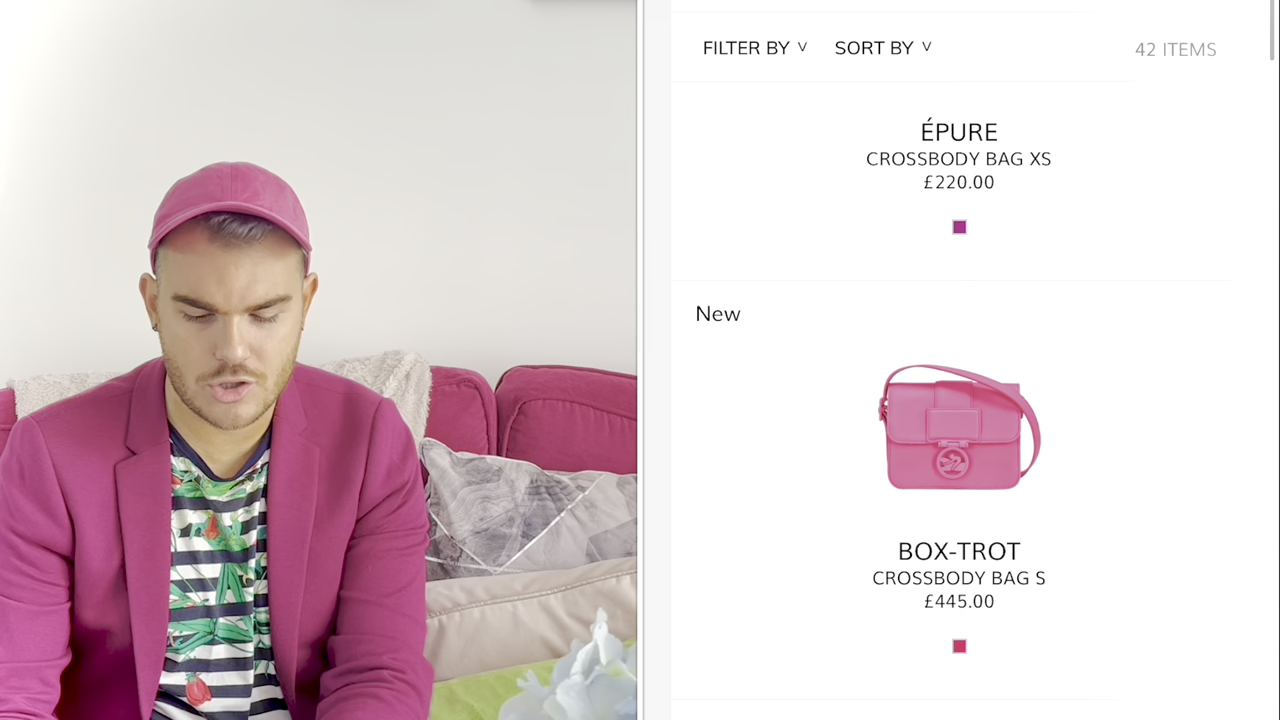 FILTER BY V SORT BY V 42 ITEMS
ÉPURE
CROSSBODY BAG XS
£220.00
New
BOX-TROT
CROSSBODY BAG S
£445.00